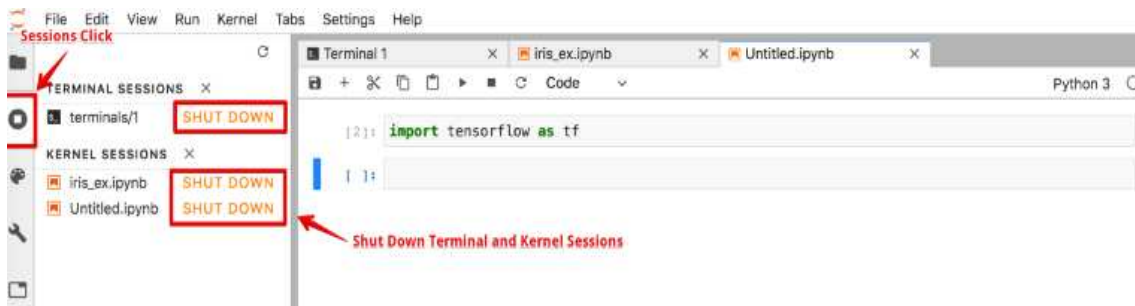 File Edit View Run Kernel Tabs Settings Help
Sessions Click
Terminal 1 × iris_ex.ipynb × Untitled.ipynb ×
TERMINAL SESSIONS ×
Code Python 3
terminals/1 SHUT DOWN
[2]: import tensorflow as tf
KERNEL SESSIONS ×
[ ]:
iris_ex.ipynb SHUT DOWN
Untitled.ipynb SHUT DOWN
Shut Down Terminal and Kernel Sessions